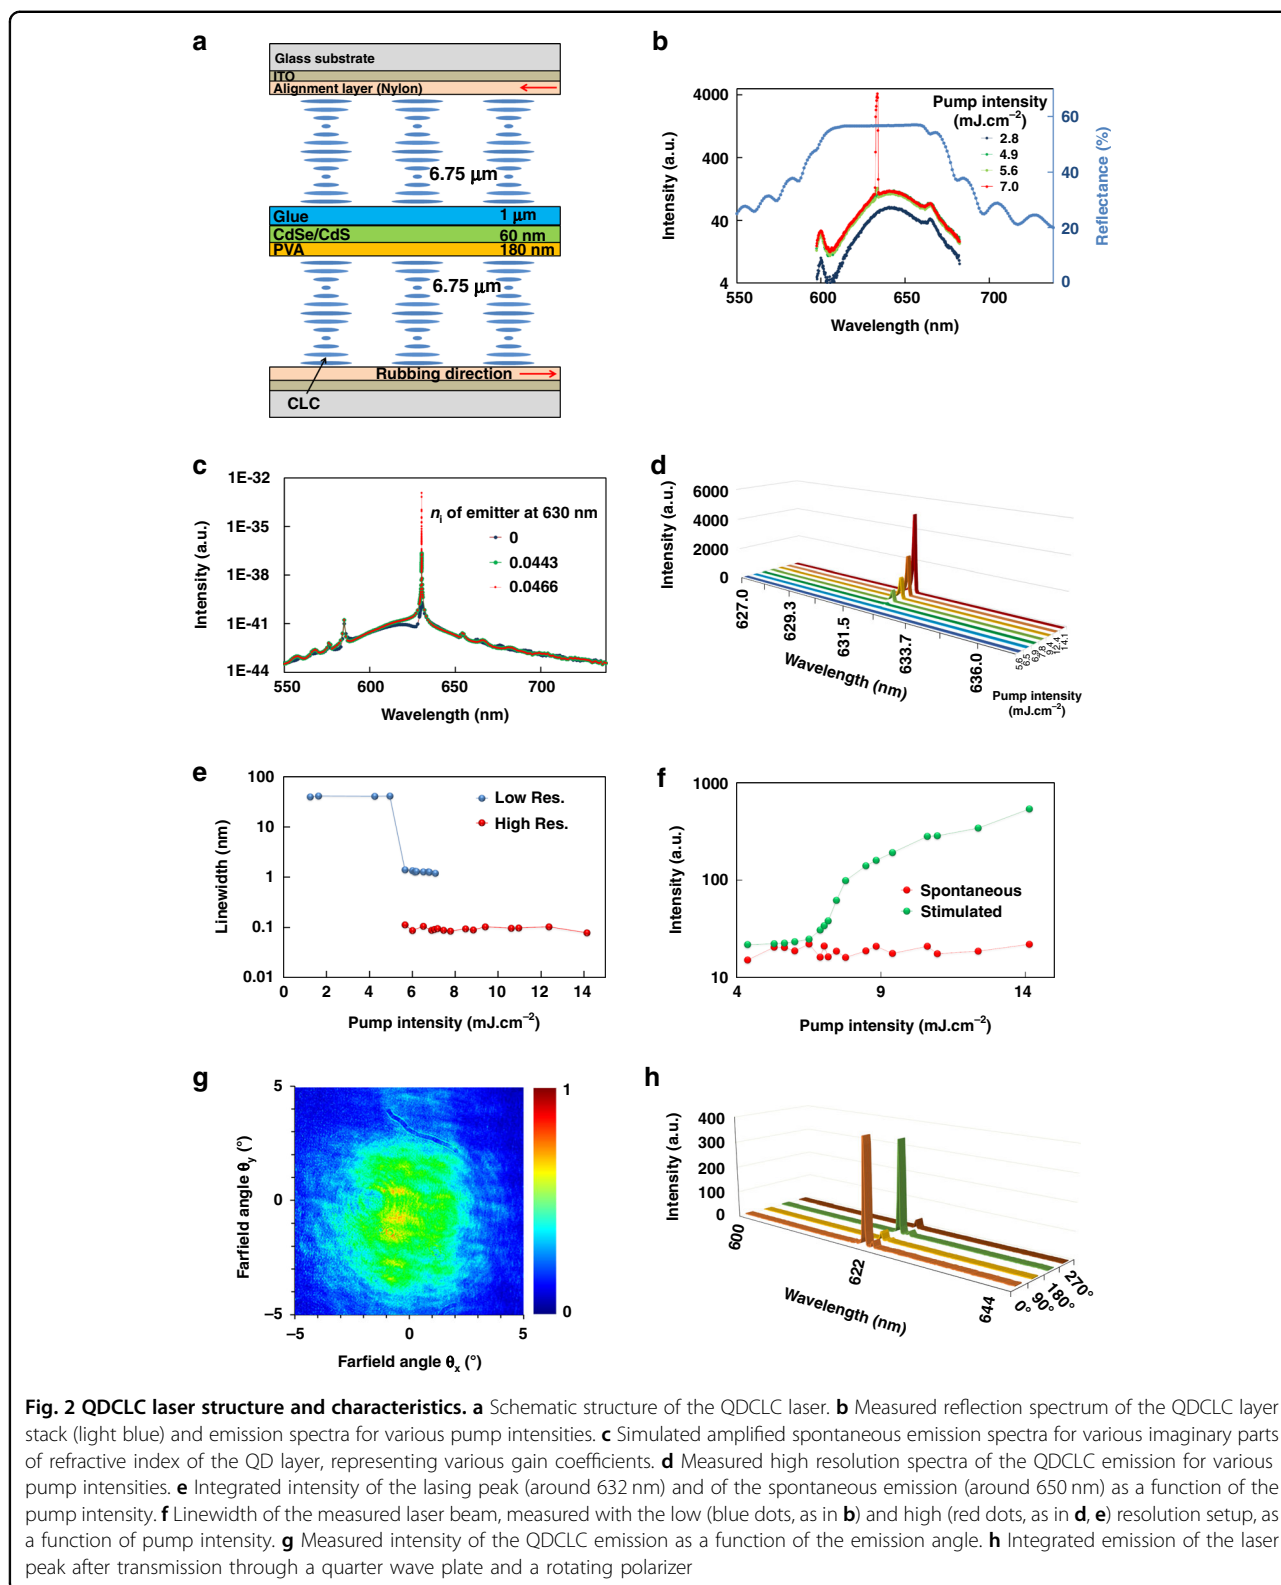 a
Glass substrate
ITO
Alignment layer (Nylon)
6.75 μm
Glue 1 μm
CdSe/CdS 60 nm
PVA 180 nm
6.75 μm
Rubbing direction
CLC
b
4000
400
40
4
Intensity (a.u.)
Pump intensity
(mJ.cm⁻²)
2.8
4.9
5.6
7.0
60
40
20
0
Reflectance (%)
550 600 650 700
Wavelength (nm)
c
1E-32
1E-35
1E-38
1E-41
1E-44
Intensity (a.u.)
nᵢ of emitter at 630 nm
0
0.0443
0.0466
550 600 650 700
Wavelength (nm)
d
6000
4000
2000
0
Intensity (a.u.)
627.0
629.3
631.5
633.7
636.0
Wavelength (nm)
5.6
6.5
6.9
7.8
9.4
12.4
14.1
Pump intensity
(mJ.cm⁻²)
e
100
10
1
0.1
0.01
Linewidth (nm)
Low Res.
High Res.
0 2 4 6 8 10 12 14
Pump intensity (mJ.cm⁻²)
f
1000
100
10
Intensity (a.u.)
Spontaneous
Stimulated
4 9 14
Pump intensity (mJ.cm⁻²)
g
5
0
−5
Farfield angle θy (°)
1
0
−5 0 5
Farfield angle θx (°)
h
400
300
200
100
0
Intensity (a.u.)
600
622
644
Wavelength (nm)
0°
90°
180°
270°
Fig. 2 QDCLC laser structure and characteristics. a Schematic structure of the QDCLC laser. b Measured reflection spectrum of the QDCLC layer
stack (light blue) and emission spectra for various pump intensities. c Simulated amplified spontaneous emission spectra for various imaginary parts
of refractive index of the QD layer, representing various gain coefficients. d Measured high resolution spectra of the QDCLC emission for various
pump intensities. e Integrated intensity of the lasing peak (around 632 nm) and of the spontaneous emission (around 650 nm) as a function of the
pump intensity. f Linewidth of the measured laser beam, measured with the low (blue dots, as in b) and high (red dots, as in d, e) resolution setup, as
a function of pump intensity. g Measured intensity of the QDCLC emission as a function of the emission angle. h Integrated emission of the laser
peak after transmission through a quarter wave plate and a rotating polarizer